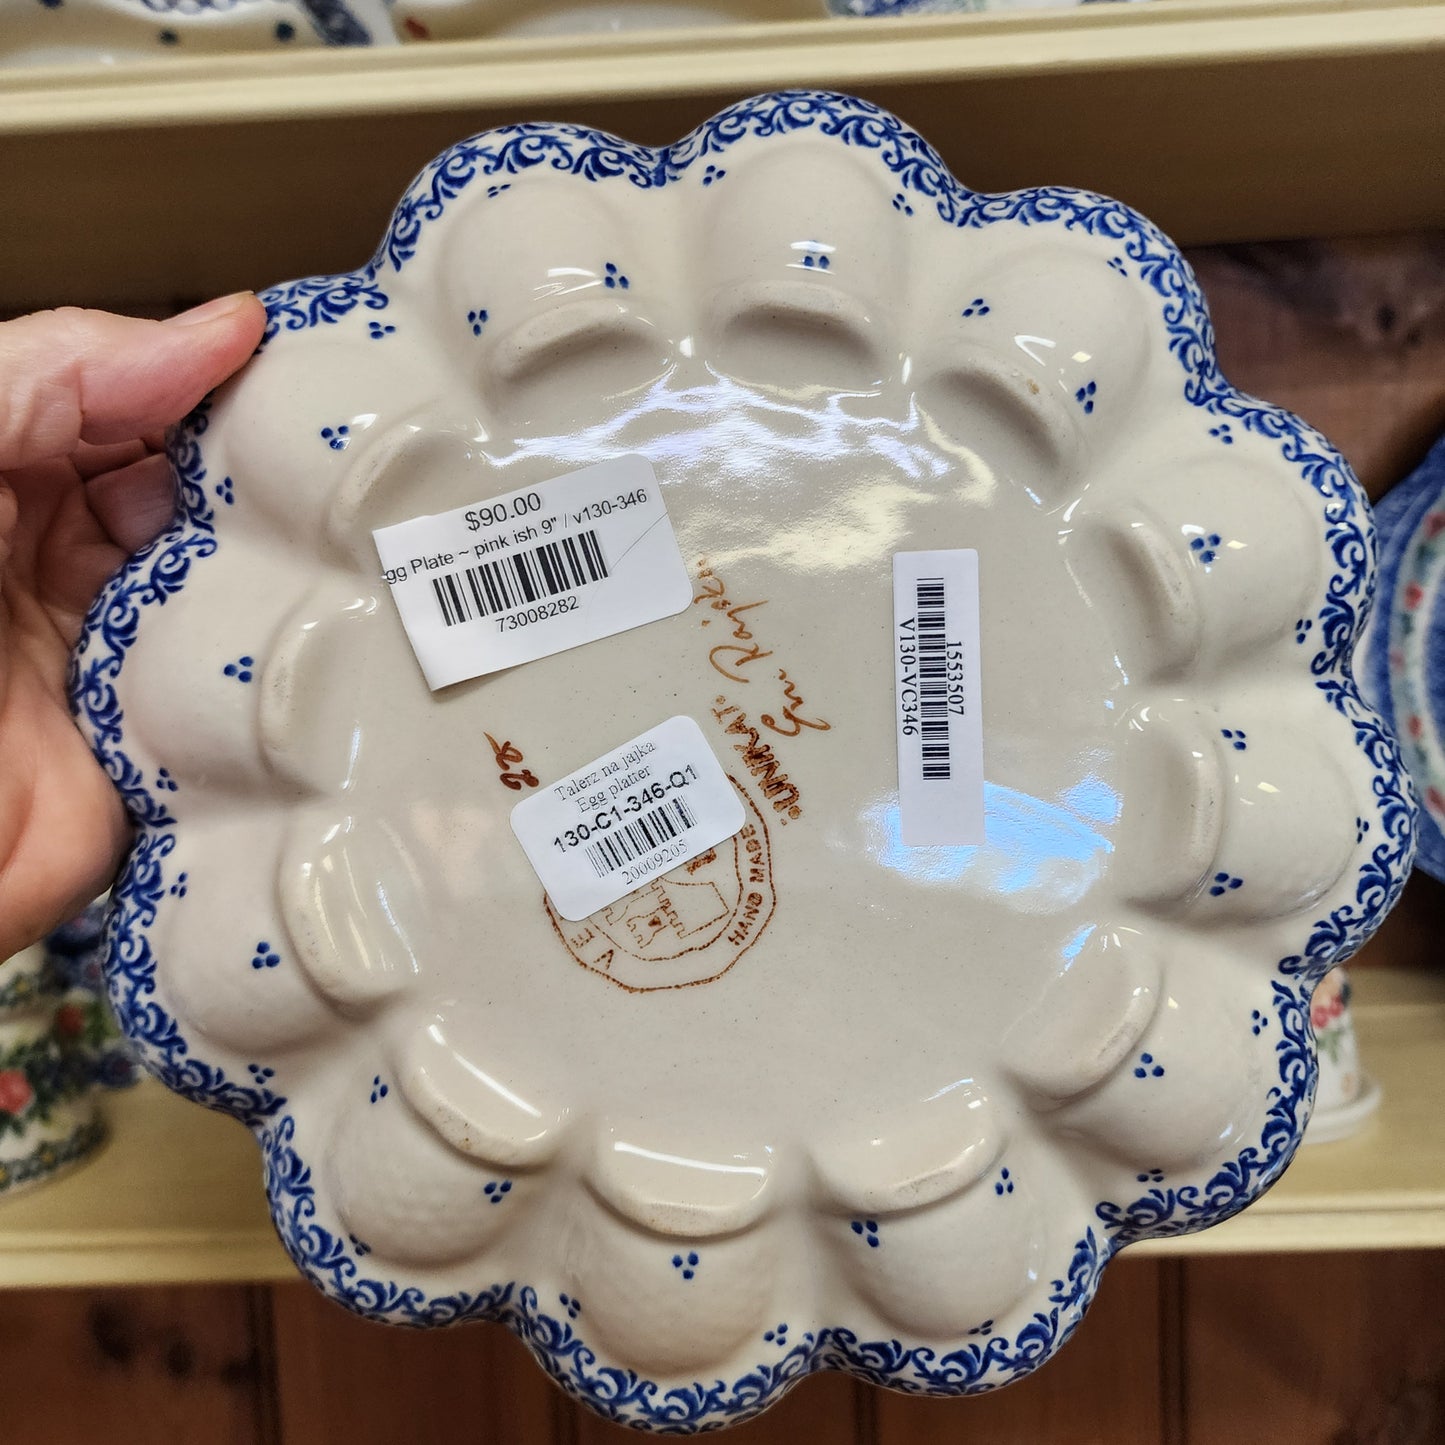 $90.00
gg Plate ~ pink ish 9" / v130-346
73008282
1553507
V130-VC346
UNIKAT.
Talerz na jajka
Egg platter
130-C1-346-Q1
20009205
HAND MADE
VE